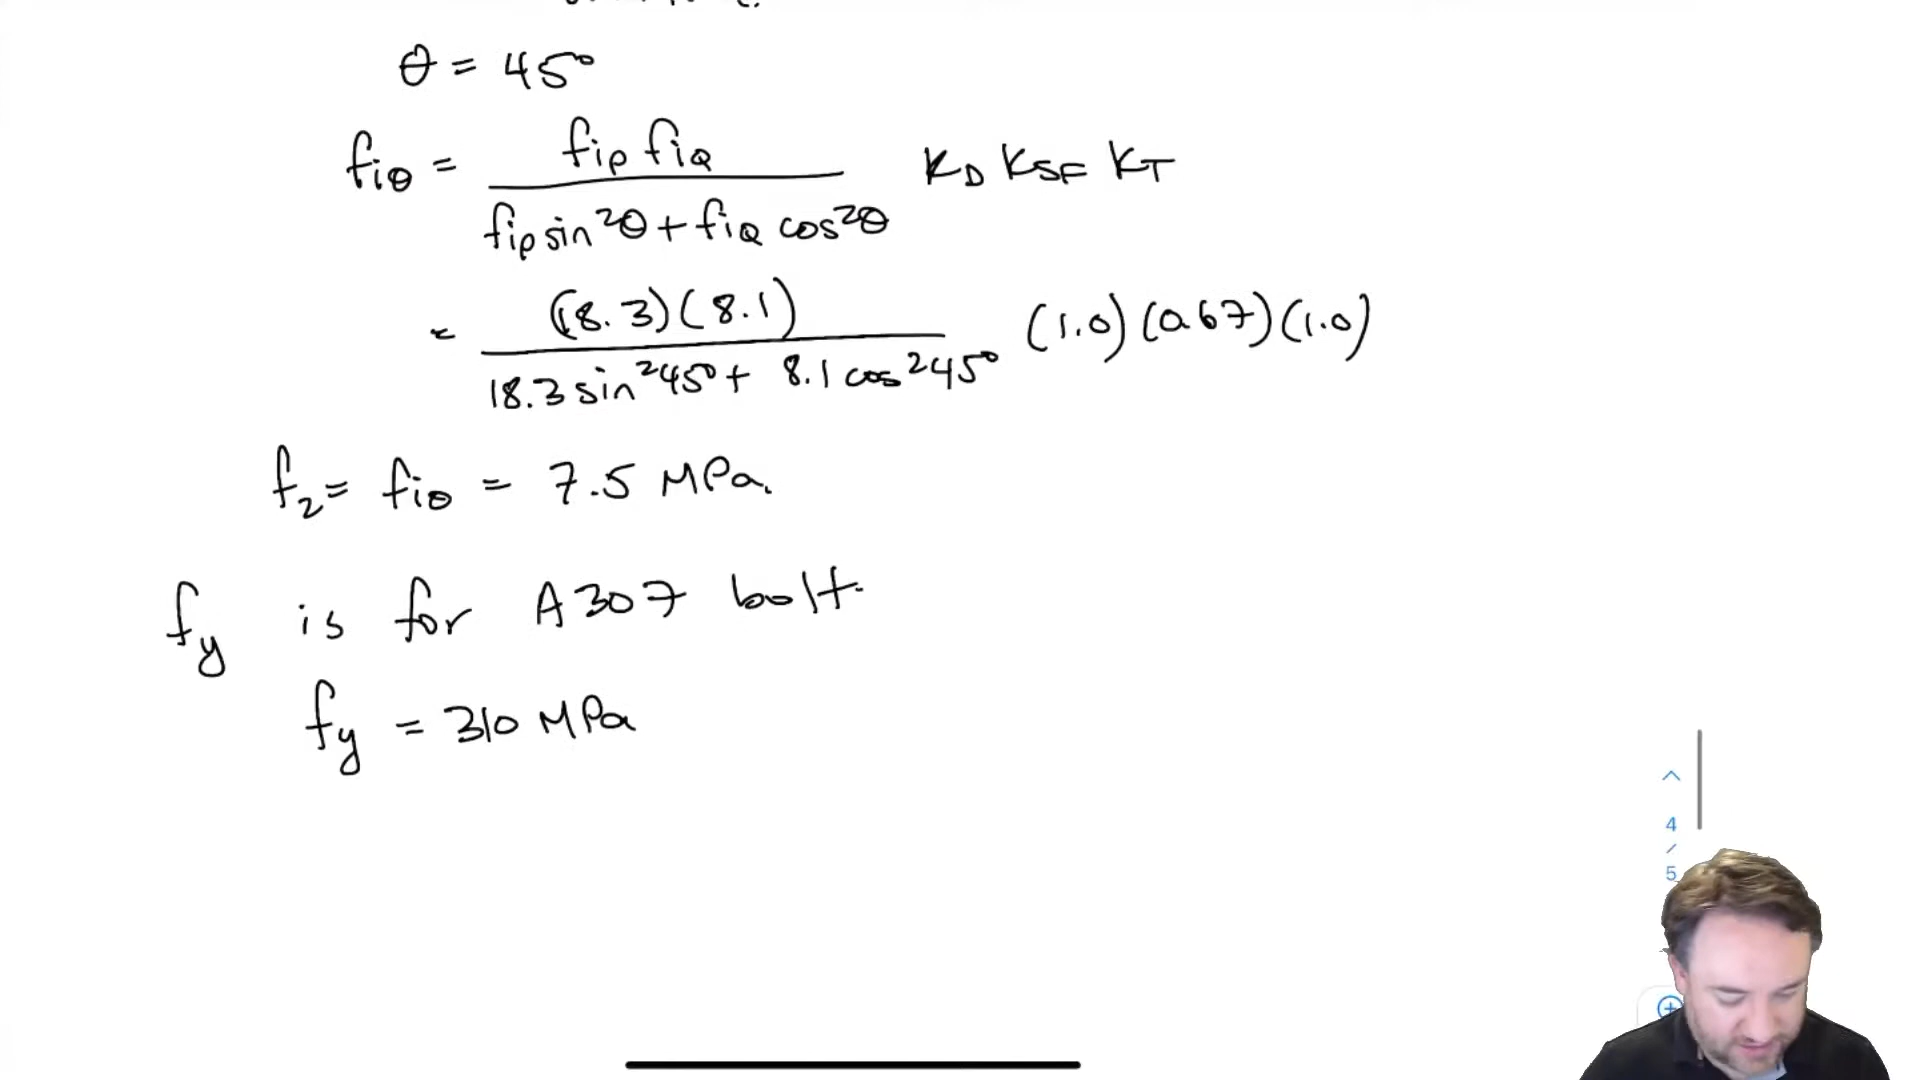 θ = 45°
fiθ = fip fiQ / fip sin²θ + fiQ cos²θ KD KSF KT
= (18.3)(8.1) / 18.3 sin²45° + 8.1 cos²45° (1.0)(0.67)(1.0)
f2 = fiθ = 7.5 MPa.
fy is for A307 bolt.
fy = 310 MPa
4
/
5